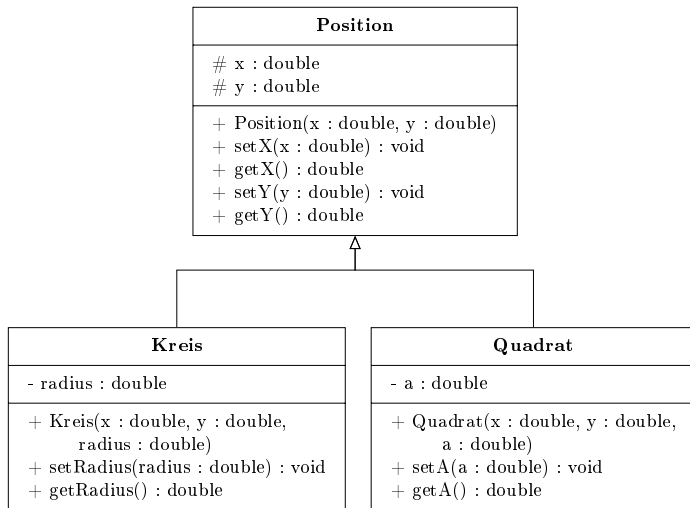 Position
# x : double
# y : double
+ Position(x : double, y : double)
+ setX(x : double) : void
+ getX() : double
+ setY(y : double) : void
+ getY() : double
Kreis
- radius : double
+ Kreis(x : double, y : double,
radius : double)
+ setRadius(radius : double) : void
+ getRadius() : double
Quadrat
- a : double
+ Quadrat(x : double, y : double,
a : double)
+ setA(a : double) : void
+ getA() : double